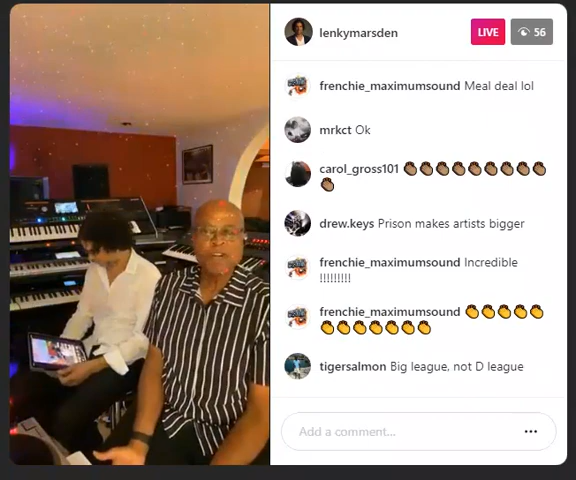 lenkymarsden LIVE 56
frenchie_maximumsound Meal deal lol
mrkct Ok
carol_gross101 👏🏽👏🏽👏🏽👏🏽👏🏽👏🏽👏🏽👏🏽👏🏽
👏🏽
drew.keys Prison makes artists bigger
frenchie_maximumsound Incredible
!!!!!!!!!
frenchie_maximumsound 👏👏👏👏👏
👏👏👏👏👏👏👏
tigersalmon Big league, not D league
Add a comment...